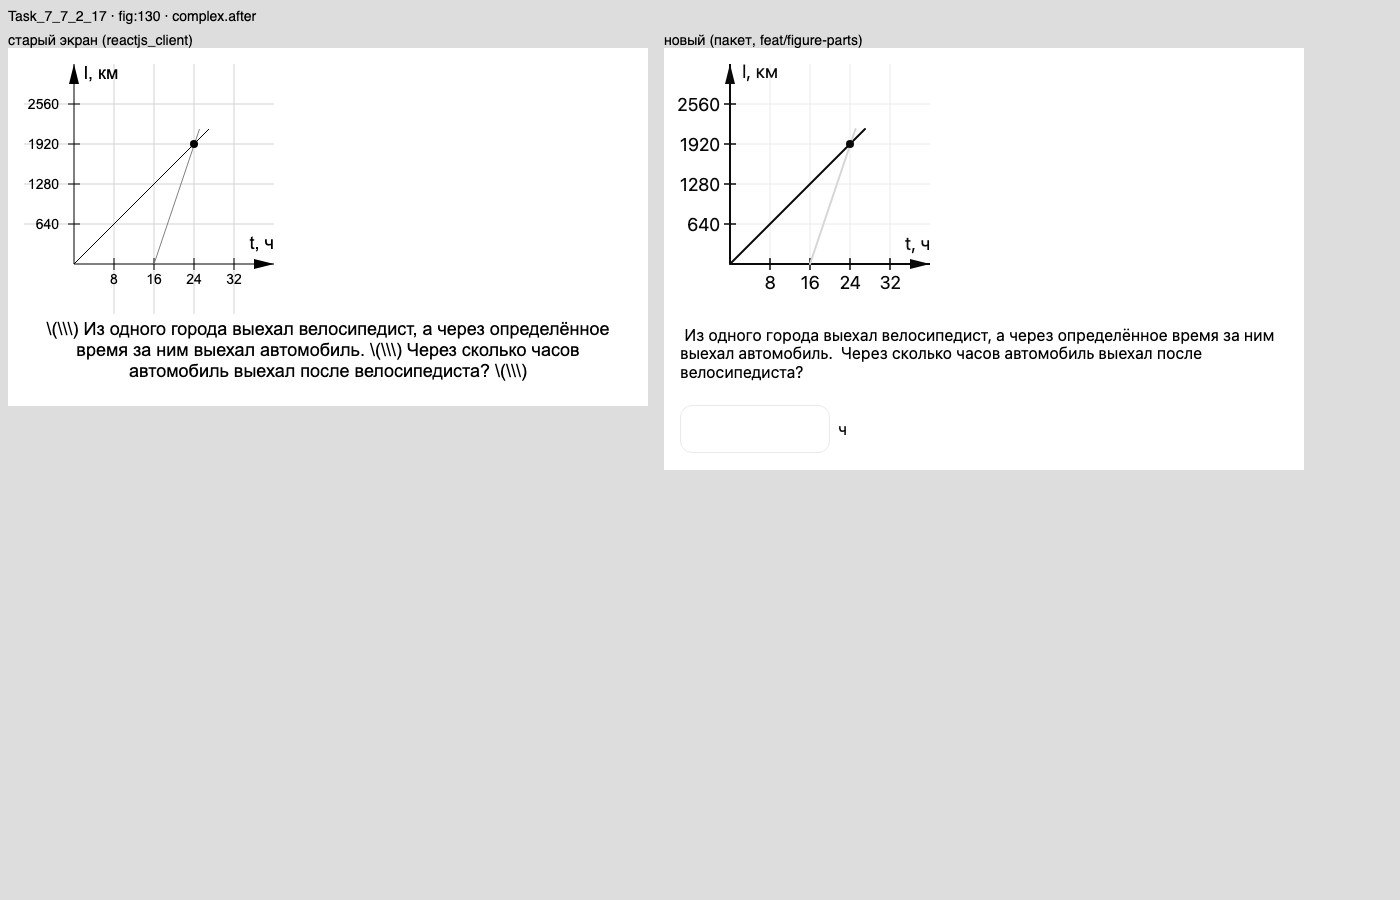 Task_7_7_2_17 · fig:130 · complex.after
старый экран (reactjs_client)
l, км
2560
1920
1280
640
t, ч
8 16 24 32
\(\\\) Из одного города выехал велосипедист, а через определённое
время за ним выехал автомобиль. \(\\\) Через сколько часов
автомобиль выехал после велосипедиста? \(\\\)
новый (пакет, feat/figure-parts)
l, км
2560
1920
1280
640
t, ч
8 16 24 32
Из одного города выехал велосипедист, а через определённое время за ним
выехал автомобиль. Через сколько часов автомобиль выехал после
велосипедиста?
ч